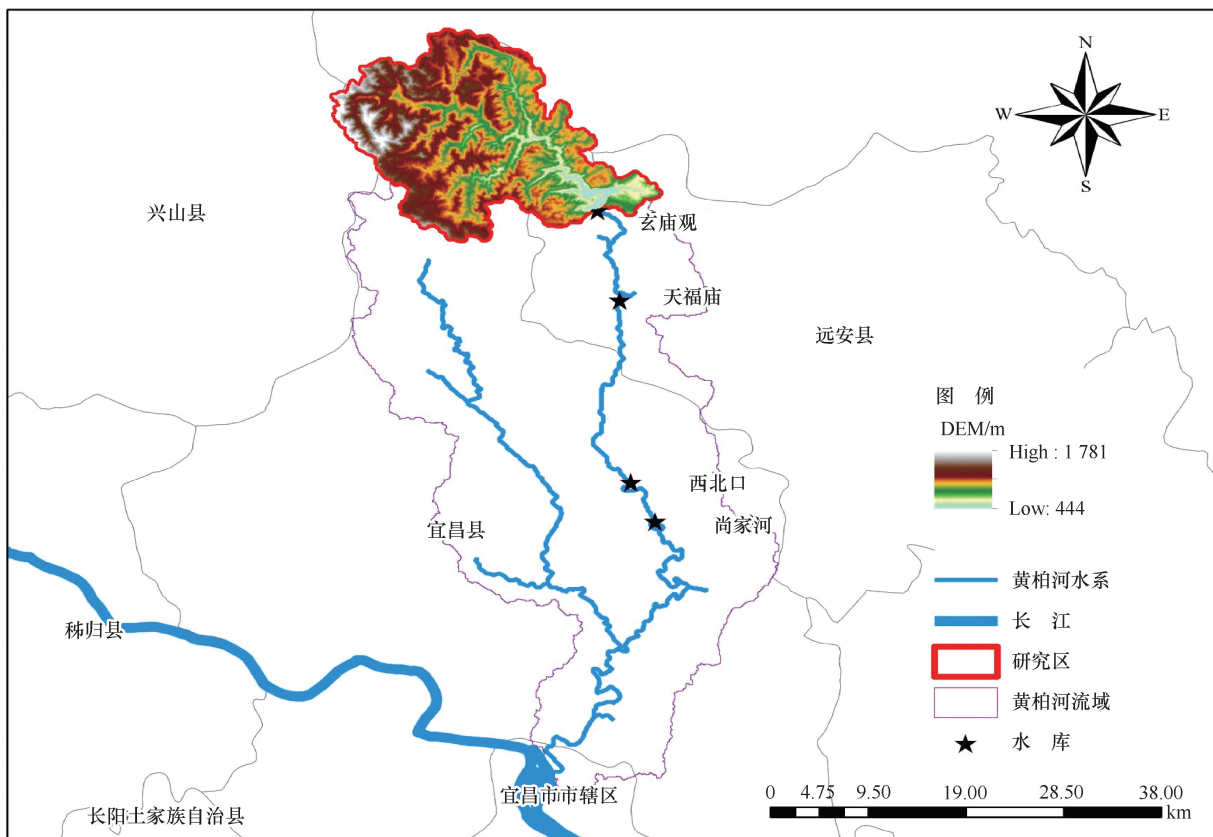 N
W E
S
兴山县
玄庙观
天福庙
远安县
图 例
DEM/m
High : 1 781
Low: 444
西北口
尚家河
宜昌县
黄柏河水系
长 江
秭归县
研究区
黄柏河流域
水 库
宜昌市市辖区
长阳土家族自治县
0 4.75 9.50 19.00 28.50 38.00
km